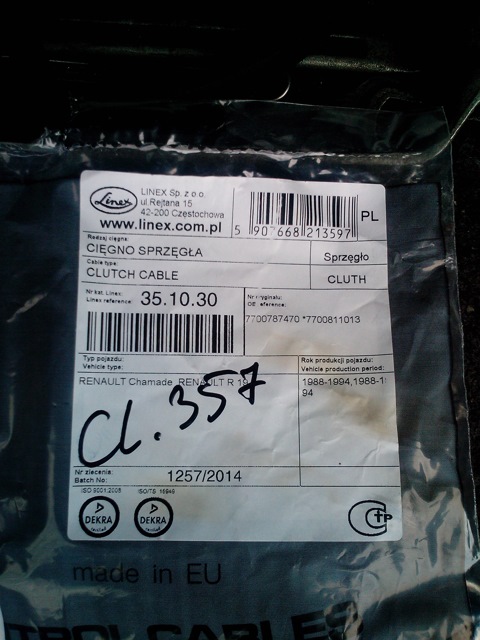 Linex
LINEX Sp. z o.o.
ul.Rejtana 15
42-200 Częstochowa
www.linex.com.pl
5 907668 213597
PL
Rodzaj cięgna:
CIĘGNO SPRZĘGŁA
Sprzęgło
Cable type:
CLUTCH CABLE
CLUTH
Nr kat. Linex:
Linex reference:
35.10.30
Nr oryginału:
OE reference:
7700787470 *7700811013
Typ pojazdu:
Vehicle type:
Rok produkcji pojazdu:
Vehicle production period:
RENAULT Chamade, RENAULT R 19
1988-1994,1988-1
94
Cl. 357
Nr zlecenia:
Batch No:
1257/2014
ISO 9001:2008
ISO/TS 16949
DEKRA
DEKRA
made in EU
TROL CABLES